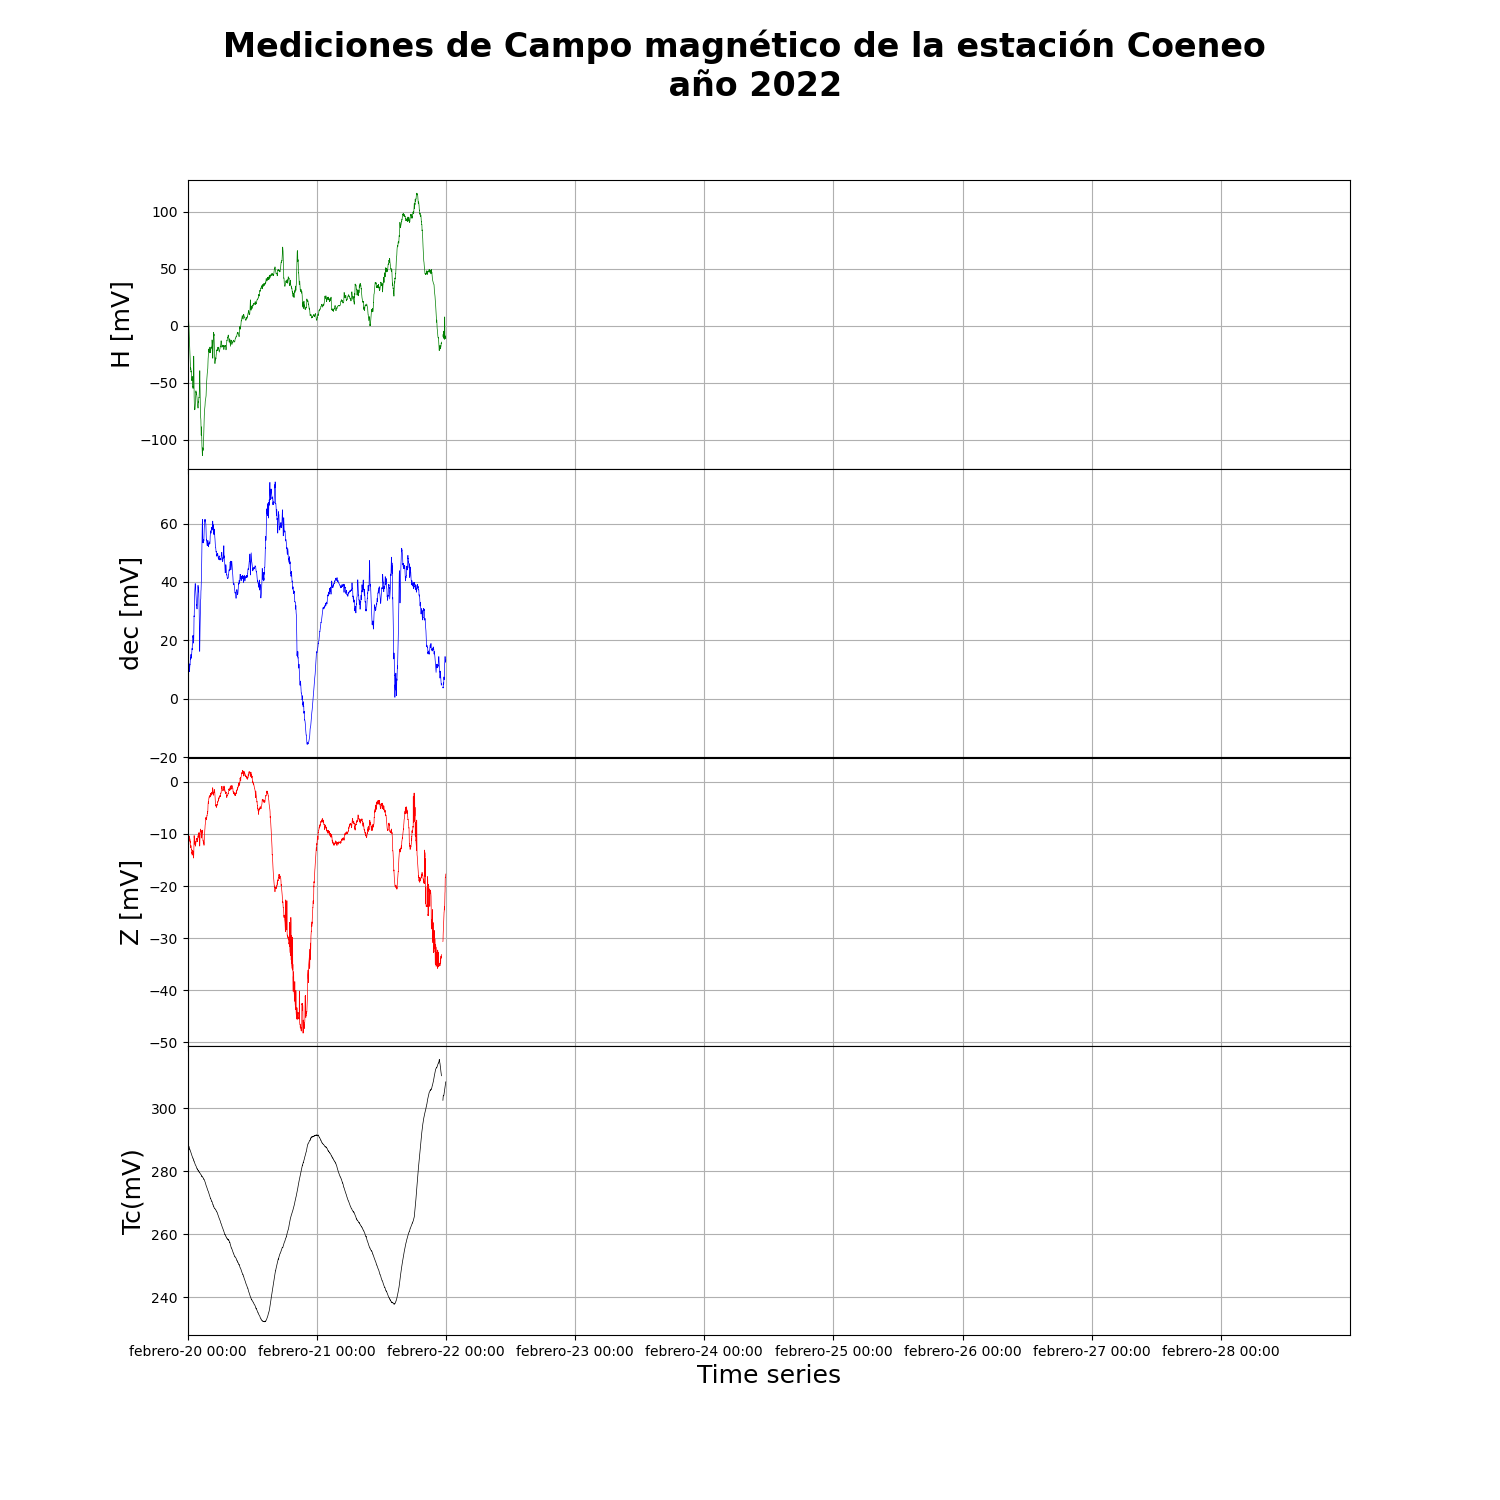 Mediciones de Campo magnético de la estación Coeneo
año 2022
H [mV]
100
50
0
−50
−100
dec [mV]
60
40
20
0
−20
Z [mV]
0
−10
−20
−30
−40
−50
Tc(mV)
300
280
260
240
febrero-20 00:00 febrero-21 00:00 febrero-22 00:00 febrero-23 00:00 febrero-24 00:00 febrero-25 00:00 febrero-26 00:00 febrero-27 00:00 febrero-28 00:00
Time series